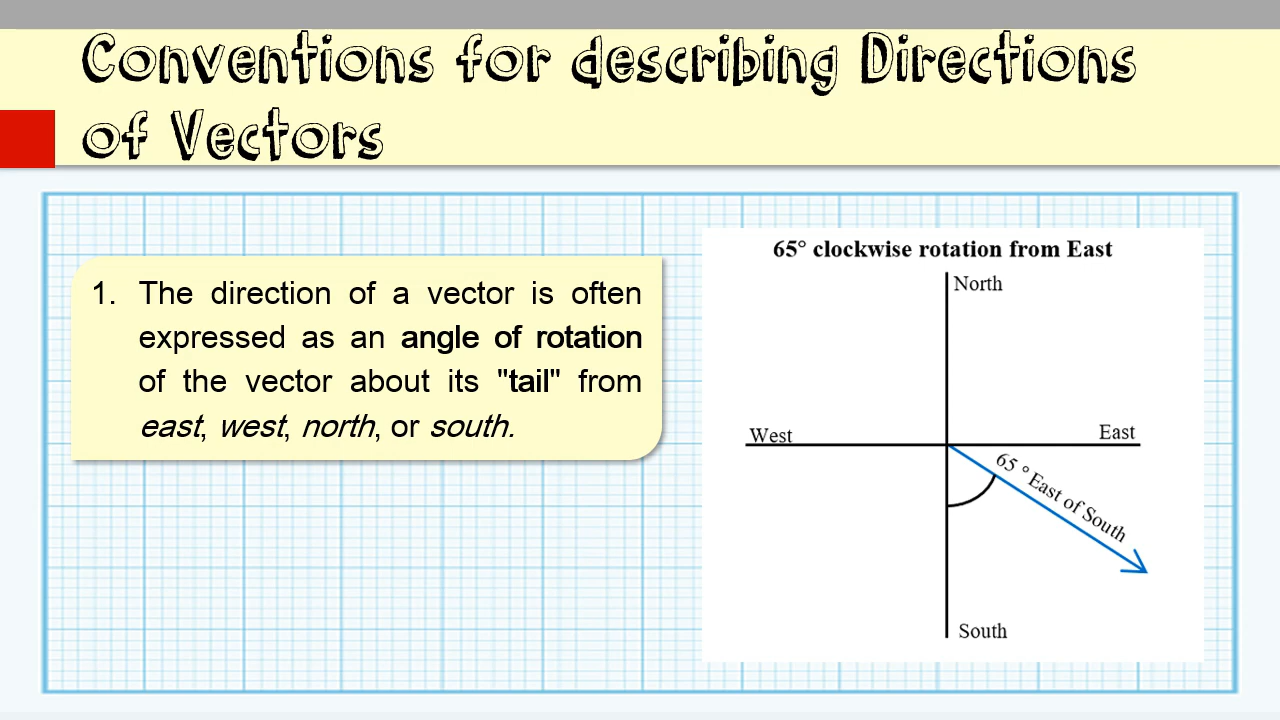 Conventions for describing Directions
of Vectors
1. The direction of a vector is often
expressed as an angle of rotation
of the vector about its "tail" from
east, west, north, or south.
65° clockwise rotation from East
North
West
East
65 ° East of South
South